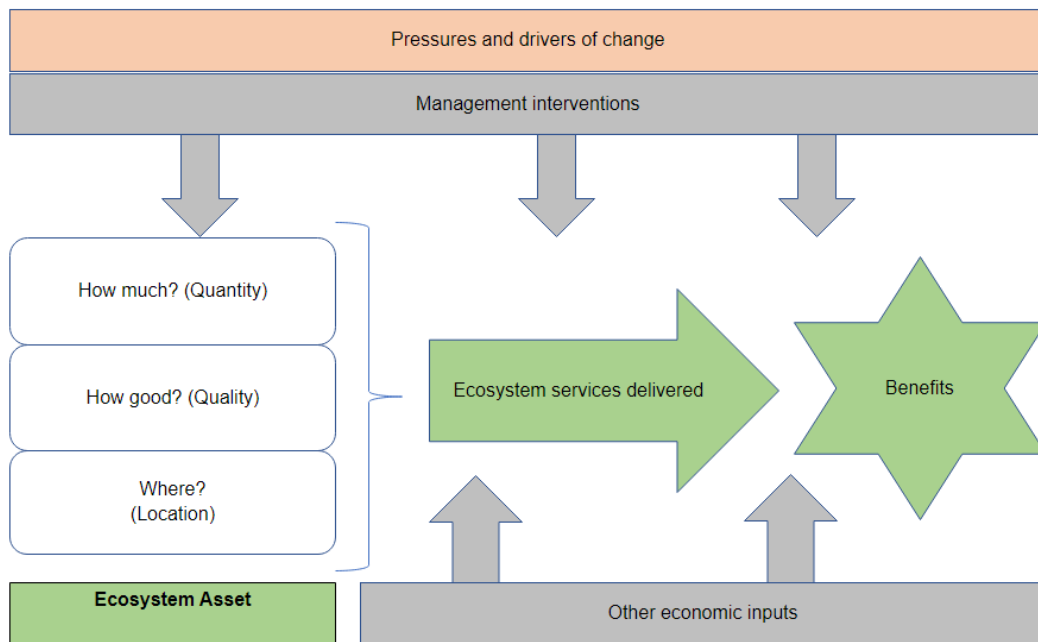 Pressures and drivers of change
Management interventions
How much? (Quantity)
How good? (Quality)
Where?
(Location)
Ecosystem services delivered
Benefits
Ecosystem Asset
Other economic inputs